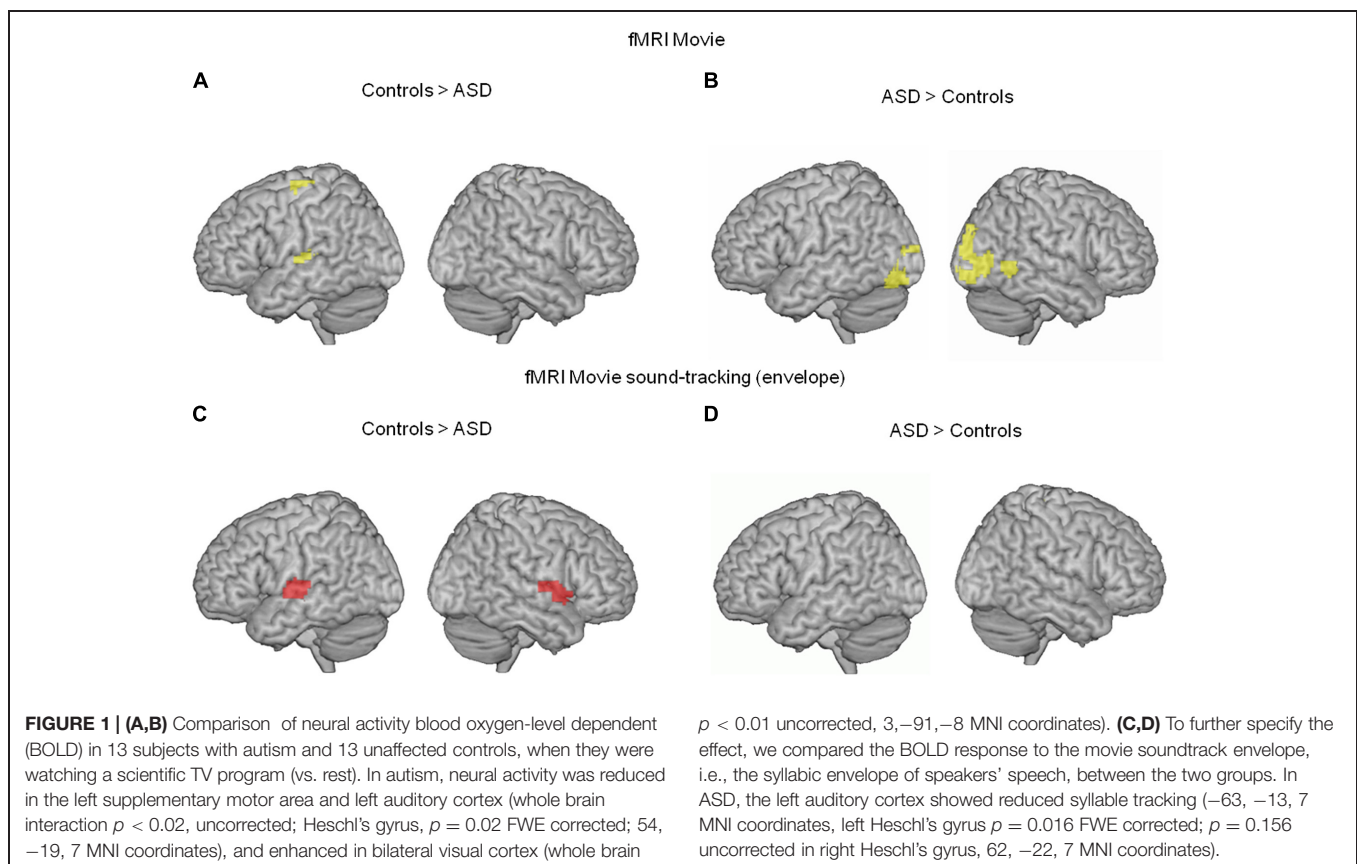 fMRI Movie
A
Controls > ASD
B
ASD > Controls
fMRI Movie sound-tracking (envelope)
C
Controls > ASD
D
ASD > Controls
FIGURE 1 | (A,B) Comparison of neural activity blood oxygen-level dependent
(BOLD) in 13 subjects with autism and 13 unaffected controls, when they were
watching a scientific TV program (vs. rest). In autism, neural activity was reduced
in the left supplementary motor area and left auditory cortex (whole brain
interaction p < 0.02, uncorrected; Heschl's gyrus, p = 0.02 FWE corrected; 54,
−19, 7 MNI coordinates), and enhanced in bilateral visual cortex (whole brain
p < 0.01 uncorrected, 3,−91,−8 MNI coordinates). (C,D) To further specify the
effect, we compared the BOLD response to the movie soundtrack envelope,
i.e., the syllabic envelope of speakers' speech, between the two groups. In
ASD, the left auditory cortex showed reduced syllable tracking (−63, −13, 7
MNI coordinates, left Heschl's gyrus p = 0.016 FWE corrected; p = 0.156
uncorrected in right Heschl's gyrus, 62, −22, 7 MNI coordinates).